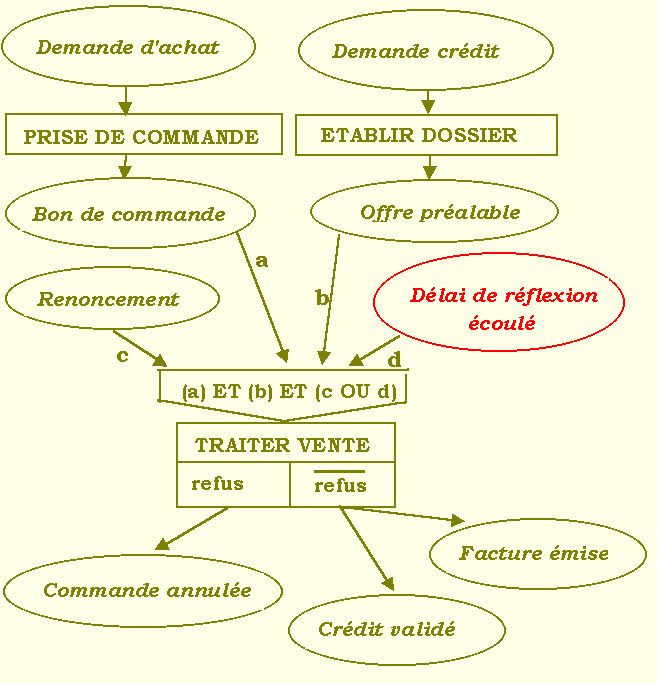 Demande d'achat
Demande crédit
PRISE DE COMMANDE
ETABLIR DOSSIER
Bon de commande
Offre préalable
a
b
Renoncement
Délai de réflexion
écoulé
c
d
(a) ET (b) ET (c OU d)
TRAITER VENTE
refus
refus
Facture émise
Commande annulée
Crédit validé